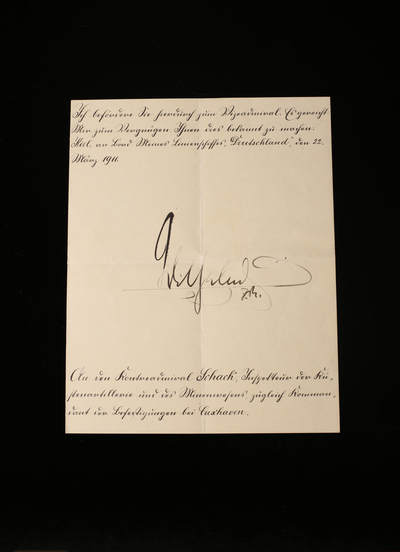 Ich befördere Sie hierdurch zum Vizeadmiral. Es gereicht
Mir zum Vergnügen, Ihnen dies bekannt zu machen.
Kiel, an Bord Meines Linienschiffes „Deutschland“, den 22.
März 1911.
Wilhelm
I.R.
An den Kontreadmiral Schack, Inspekteur der Kü-
stenartillerie und des Minenwesens zugleich Komman-
dant der Befestigungen bei Cuxhaven.